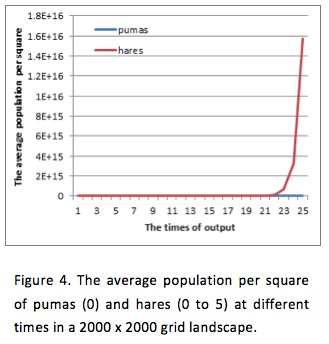 1.8E+16
1.6E+16
1.4E+16
1.2E+16
1E+16
8E+15
6E+15
4E+15
2E+15
0
The average population per square
pumas
hares
1 3 5 7 9 11 13 15 17 19 21 23 25
The times of output
Figure 4. The average population per square
of pumas (0) and hares (0 to 5) at different
times in a 2000 x 2000 grid landscape.